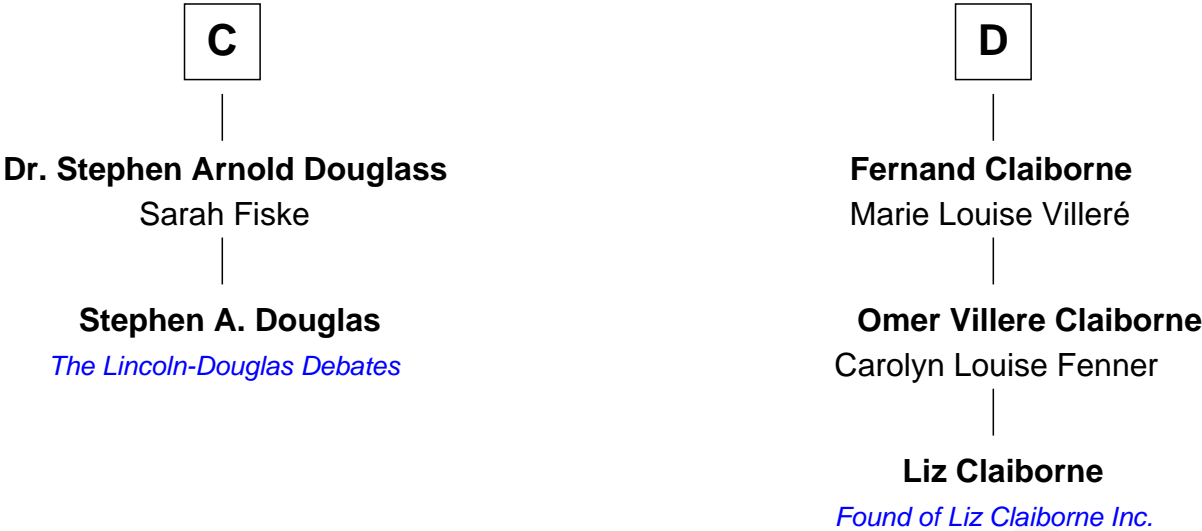 C
Dr. Stephen Arnold Douglass
Sarah Fiske
Stephen A. Douglas
The Lincoln-Douglas Debates
D
Fernand Claiborne
Marie Louise Villeré
Omer Villere Claiborne
Carolyn Louise Fenner
Liz Claiborne
Found of Liz Claiborne Inc.